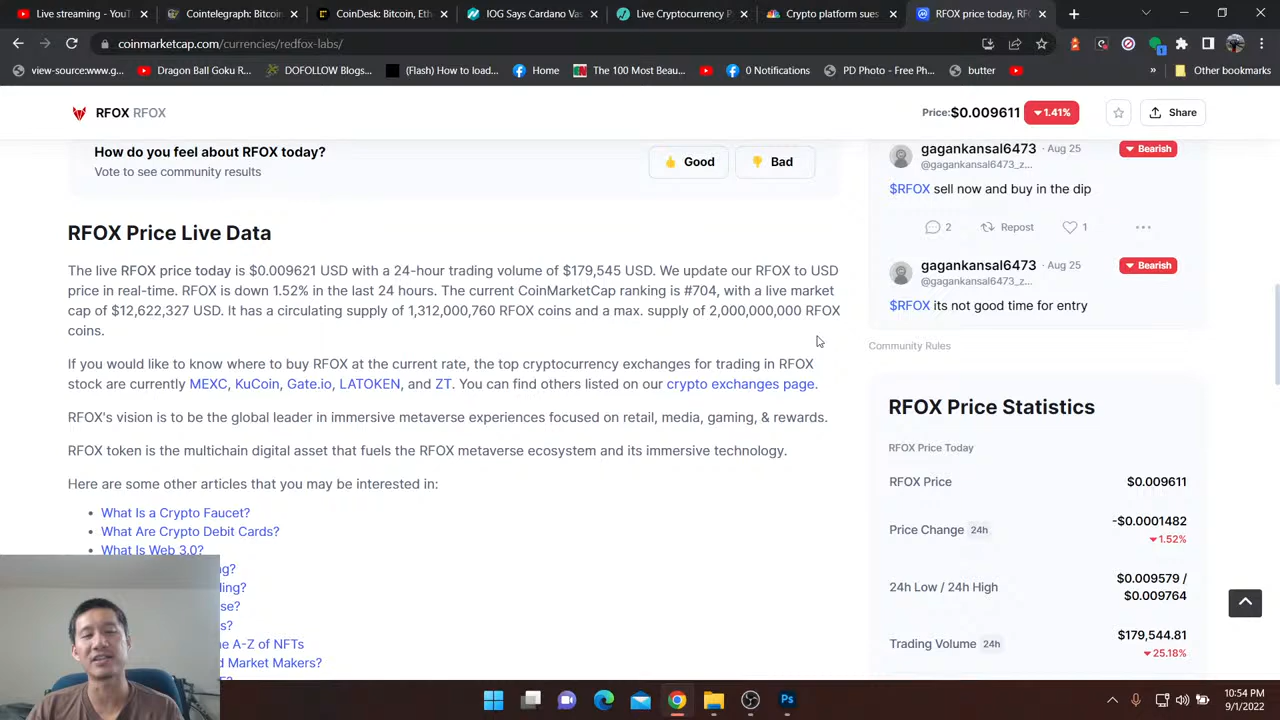 Live streaming - YouT
Cointelegraph: Bitcoin
CoinDesk: Bitcoin, Ethe
IOG Says Cardano Vas
Live Cryptocurrency P
Crypto platform sues
RFOX price today, RFO
coinmarketcap.com/currencies/redfox-labs/
view-source:www.g...
Dragon Ball Goku R...
DOFOLLOW Blogs...
(Flash) How to load...
Home
The 100 Most Beau...
0 Notifications
PD Photo - Free Ph...
butter
»
Other bookmarks
RFOX RFOX
Price:$0.009611
1.41%
Share
How do you feel about RFOX today?
Vote to see community results
Good
Bad
RFOX Price Live Data
The live RFOX price today is $0.009621 USD with a 24-hour trading volume of $179,545 USD. We update our RFOX to USD
price in real-time. RFOX is down 1.52% in the last 24 hours. The current CoinMarketCap ranking is #704, with a live market
cap of $12,622,327 USD. It has a circulating supply of 1,312,000,760 RFOX coins and a max. supply of 2,000,000,000 RFOX
coins.
If you would like to know where to buy RFOX at the current rate, the top cryptocurrency exchanges for trading in RFOX
stock are currently MEXC, KuCoin, Gate.io, LATOKEN, and ZT. You can find others listed on our crypto exchanges page.
RFOX's vision is to be the global leader in immersive metaverse experiences focused on retail, media, gaming, & rewards.
RFOX token is the multichain digital asset that fuels the RFOX metaverse ecosystem and its immersive technology.
Here are some other articles that you may be interested in:
What Is a Crypto Faucet?
What Are Crypto Debit Cards?
What Is Web 3.0?
ng?
ling?
se?
s?
e A-Z of NFTs
d Market Makers?
gagankansal6473 · Aug 25
Bearish
@gagankansal6473_z...
$RFOX sell now and buy in the dip
2
Repost
1
gagankansal6473 · Aug 25
Bearish
@gagankansal6473_z...
$RFOX its not good time for entry
Community Rules
RFOX Price Statistics
RFOX Price Today
RFOX Price
$0.009611
Price Change 24h
-$0.0001482
1.52%
24h Low / 24h High
$0.009579 /
$0.009764
Trading Volume 24h
$179,544.81
25.18%
Ps
10:54 PM
9/1/2022